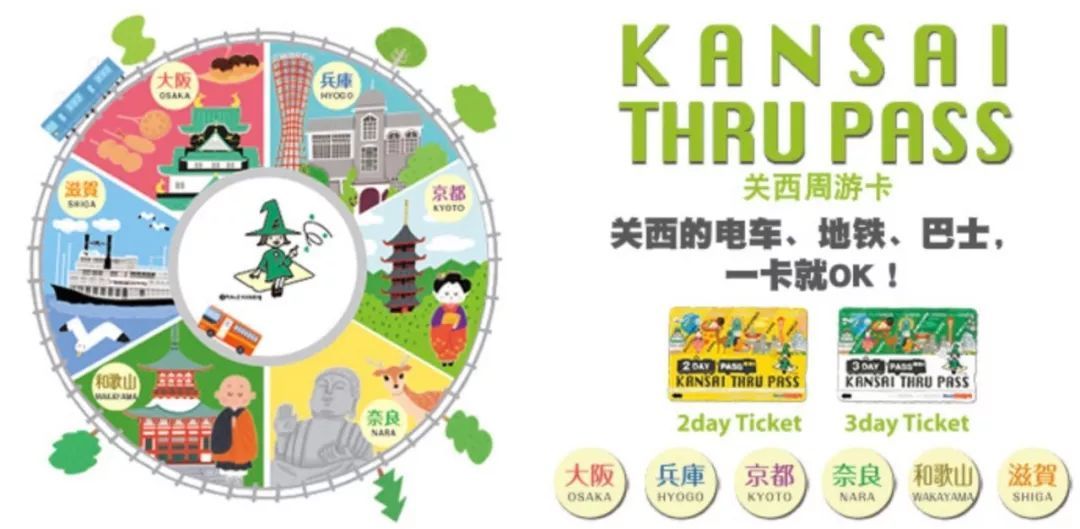 大阪
OSAKA
兵庫
HYOGO
滋賀
SHIGA
京都
KYOTO
和歌山
WAKAYAMA
奈良
NARA
KANSAI
THRU PASS
关西周游卡
关西的电车、地铁、巴士,
一卡就OK！
2 DAY PASS
KANSAI THRU PASS
3 DAY PASS
KANSAI THRU PASS
2day Ticket
3day Ticket
大阪
OSAKA
兵庫
HYOGO
京都
KYOTO
奈良
NARA
和歌山
WAKAYAMA
滋賀
SHIGA